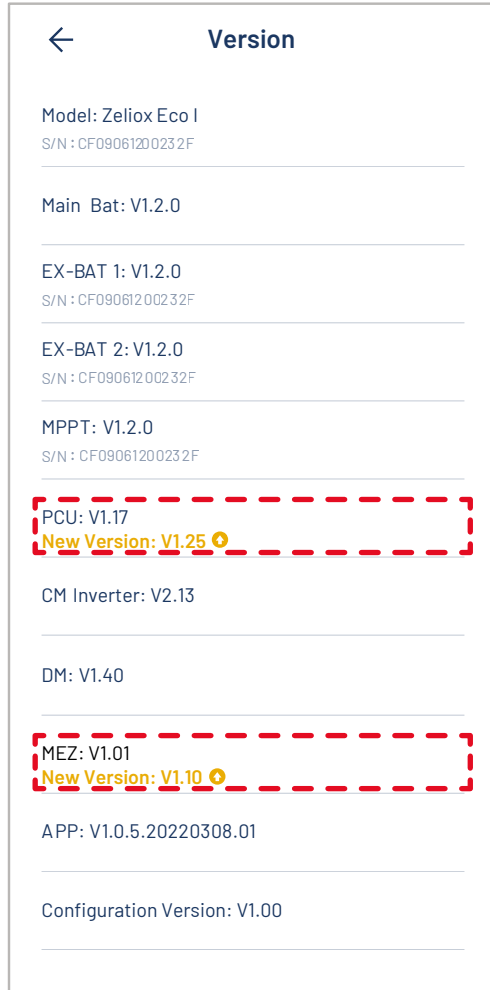 Version
Model: Zeliox Eco I
S/N: CF09061200232F
Main Bat: V1.2.0
EX-BAT 1: V1.2.0
S/N: CF09061200232F
EX-BAT 2: V1.2.0
S/N: CF09061200232F
MPPT: V1.2.0
S/N: CF09061200232F
PCU: V1.17
New Version: V1.25
CM Inverter: V2.13
DM: V1.40
MEZ: V1.01
New Version: V1.10
APP: V1.0.5.20220308.01
Configuration Version: V1.00